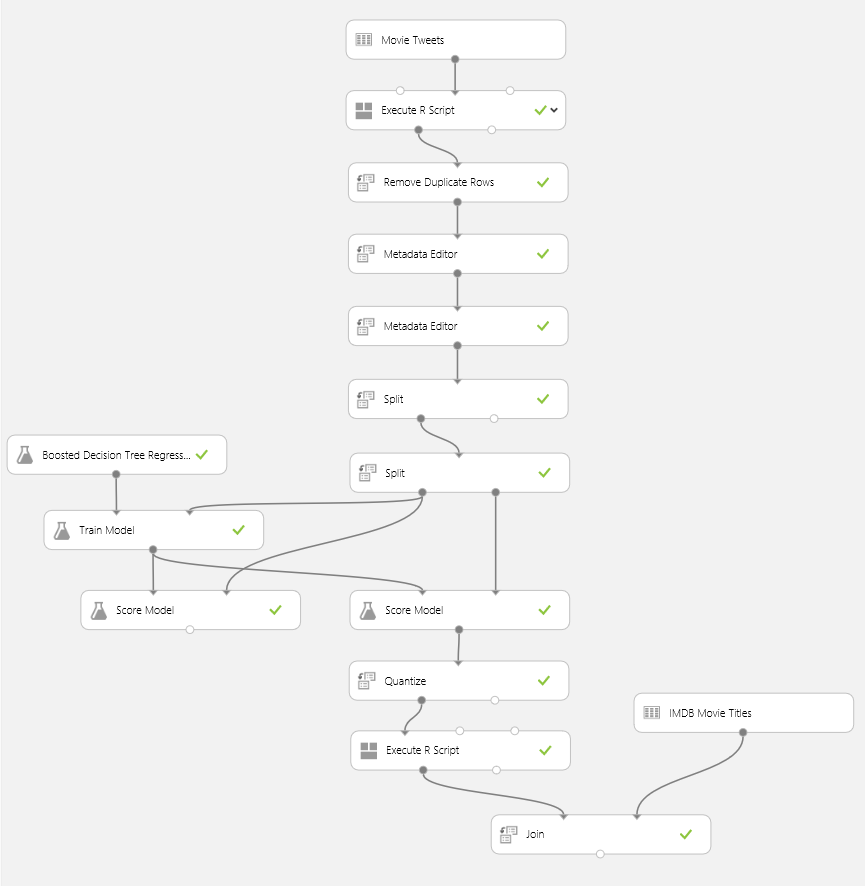 Movie Tweets
Execute R Script
Remove Duplicate Rows
Metadata Editor
Metadata Editor
Split
Boosted Decision Tree Regress...
Split
Train Model
Score Model
Score Model
Quantize
IMDB Movie Titles
Execute R Script
Join